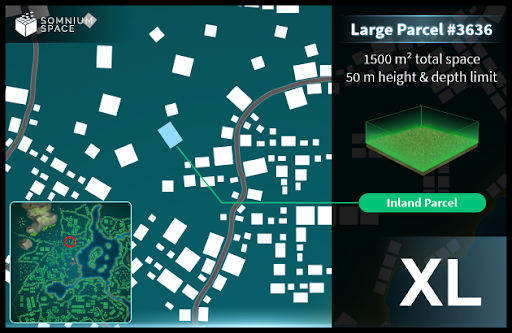 SOMNIUM
SPACE
Large Parcel #3636
1500 m² total space
50 m height & depth limit
Inland Parcel
XL